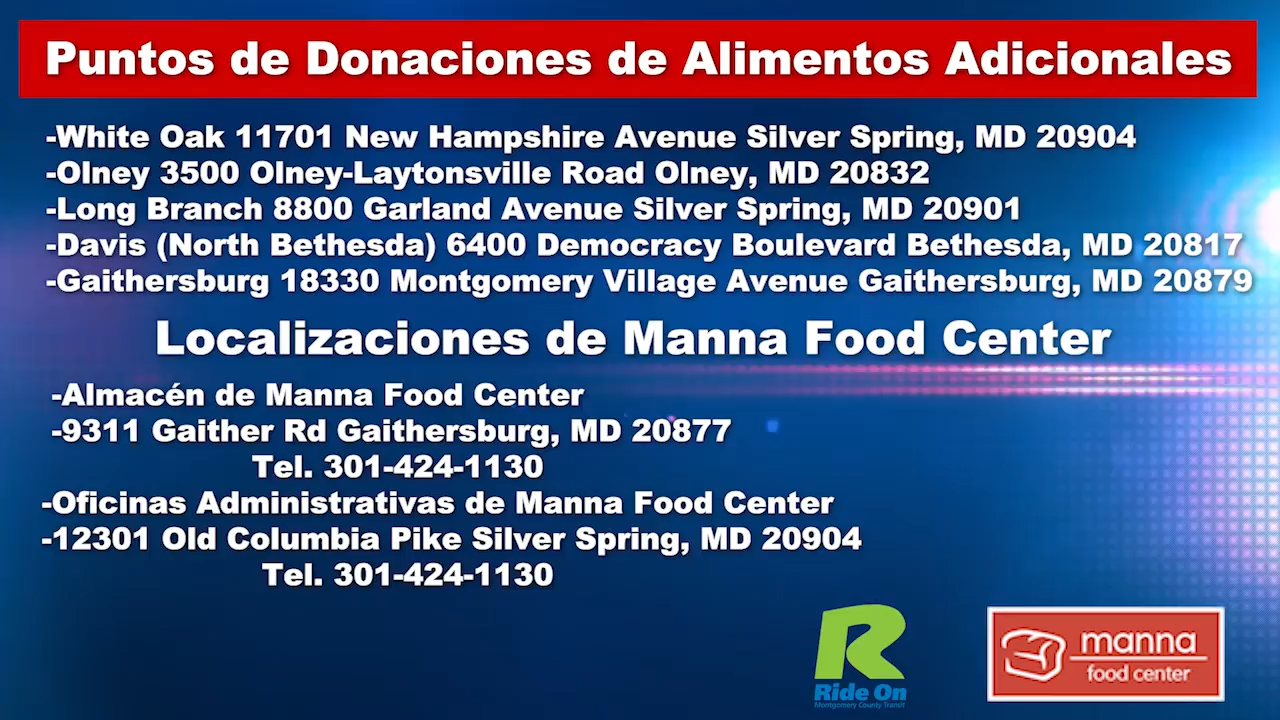 Puntos de Donaciones de Alimentos Adicionales
-White Oak 11701 New Hampshire Avenue Silver Spring, MD 20904
-Olney 3500 Olney-Laytonsville Road Olney, MD 20832
-Long Branch 8800 Garland Avenue Silver Spring, MD 20901
-Davis (North Bethesda) 6400 Democracy Boulevard Bethesda, MD 20817
-Gaithersburg 18330 Montgomery Village Avenue Gaithersburg, MD 20879
Localizaciones de Manna Food Center
-Almacén de Manna Food Center
-9311 Gaither Rd Gaithersburg, MD 20877
Tel. 301-424-1130
-Oficinas Administrativas de Manna Food Center
-12301 Old Columbia Pike Silver Spring, MD 20904
Tel. 301-424-1130
R
Ride On
Montgomery County Transit
manna
food center